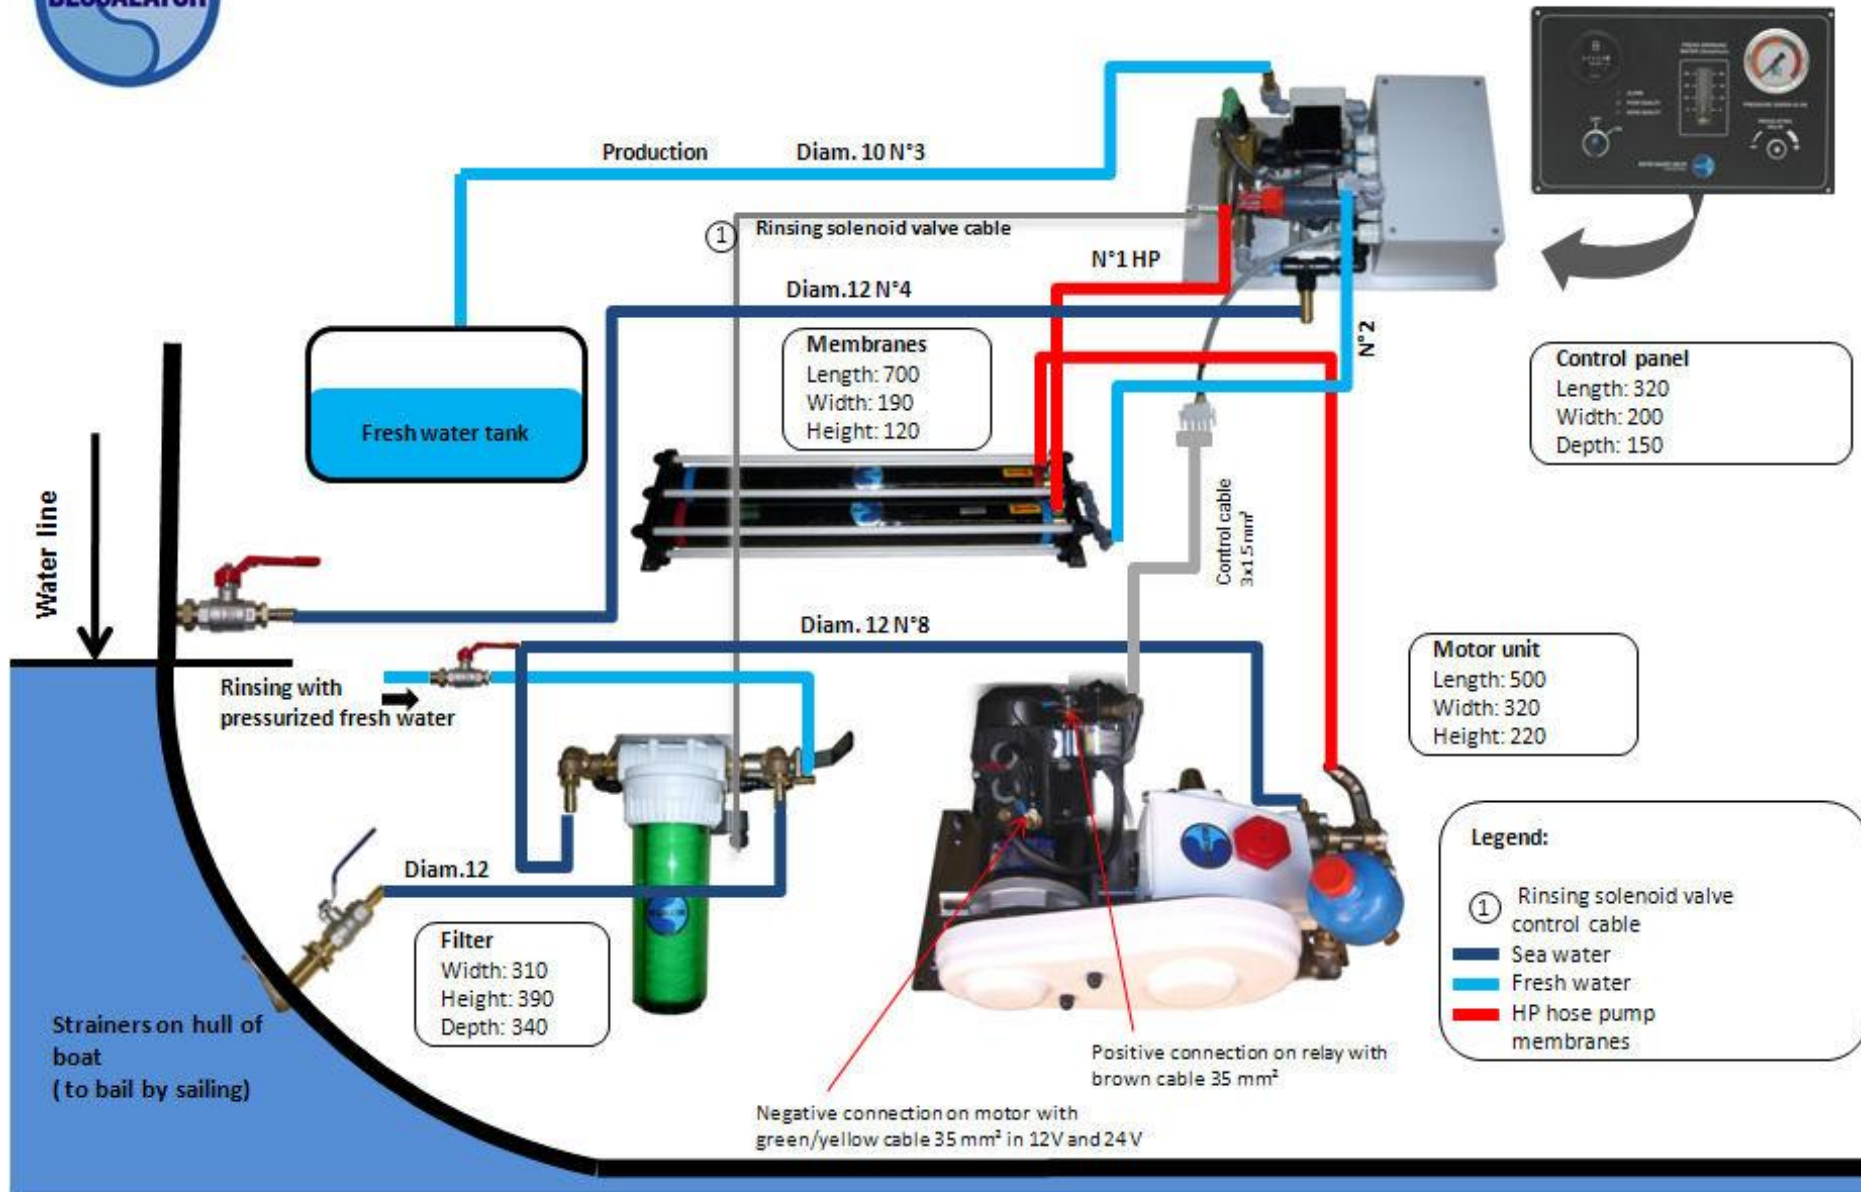 DESSALATOR
Production
Diam. 10 N°3
1
Rinsing solenoid valve cable
N°1 HP
Diam.12 N°4
N°2
Membranes
Length: 700
Width: 190
Height: 120
Control panel
Length: 320
Width: 200
Depth: 150
Fresh water tank
Water line
Control cable
3x1.5 mm²
Diam. 12 N°8
Rinsing with
pressurized fresh water
Motor unit
Length: 500
Width: 320
Height: 220
Diam.12
Filter
Width: 310
Height: 390
Depth: 340
Legend:
1 Rinsing solenoid valve
control cable
Sea water
Fresh water
HP hose pump
membranes
Strainers on hull of
boat
( to bail by sailing)
Positive connection on relay with
brown cable 35 mm²
Negative connection on motor with
green/yellow cable 35 mm² in 12V and 24 V